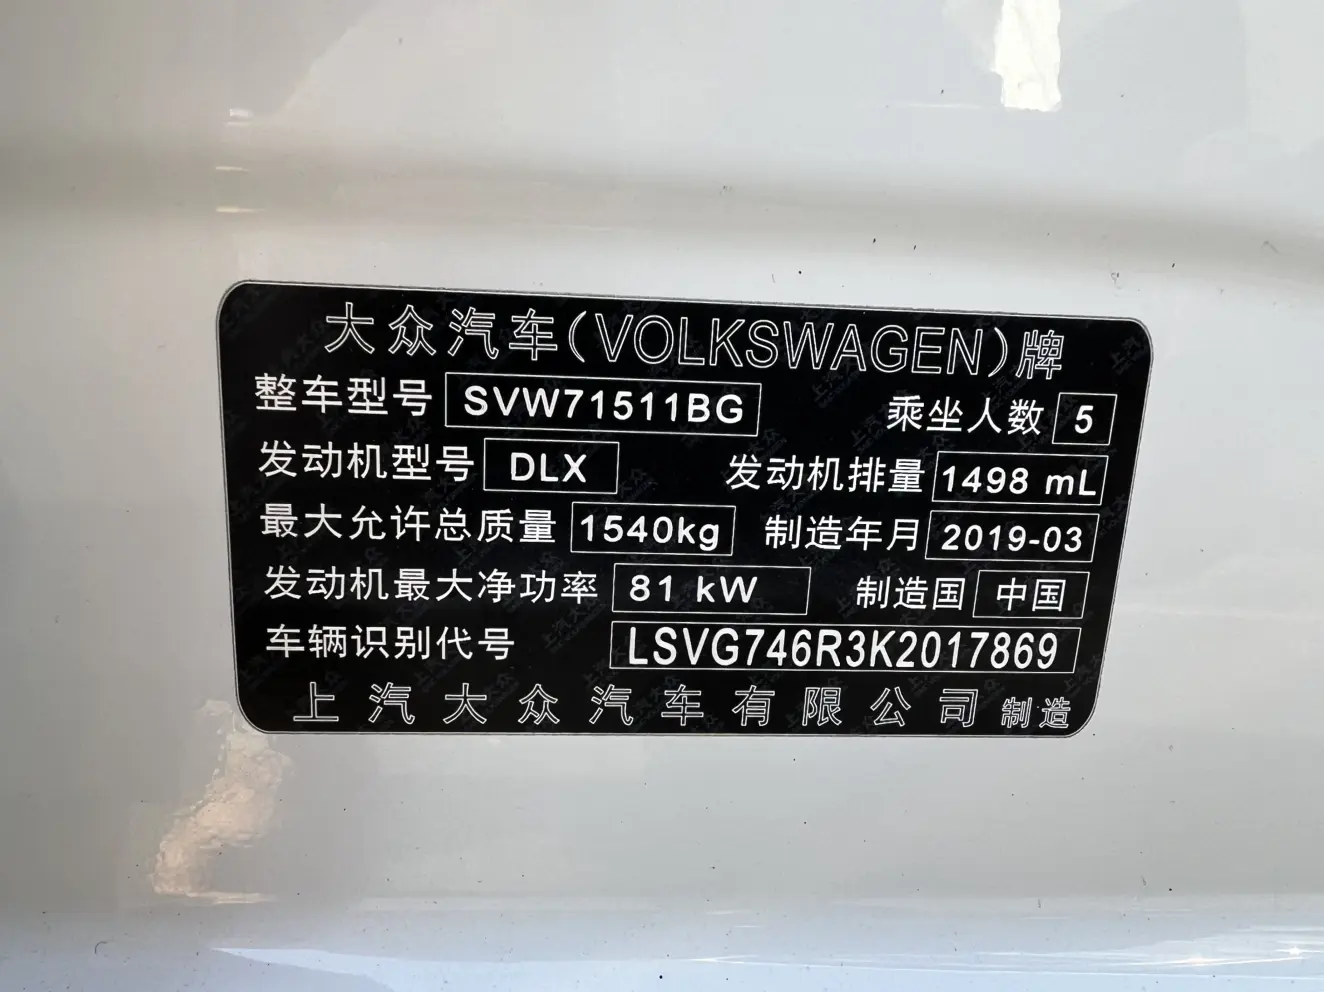 大众汽车(VOLKSWAGEN)牌
整车型号 SVW71511BG 乘坐人数 5
发动机型号 DLX 发动机排量 1498 mL
最大允许总质量 1540kg 制造年月 2019-03
发动机最大净功率 81 kW 制造国 中国
车辆识别代号 LSVG746R3K2017869
上汽大众汽车有限公司 制造